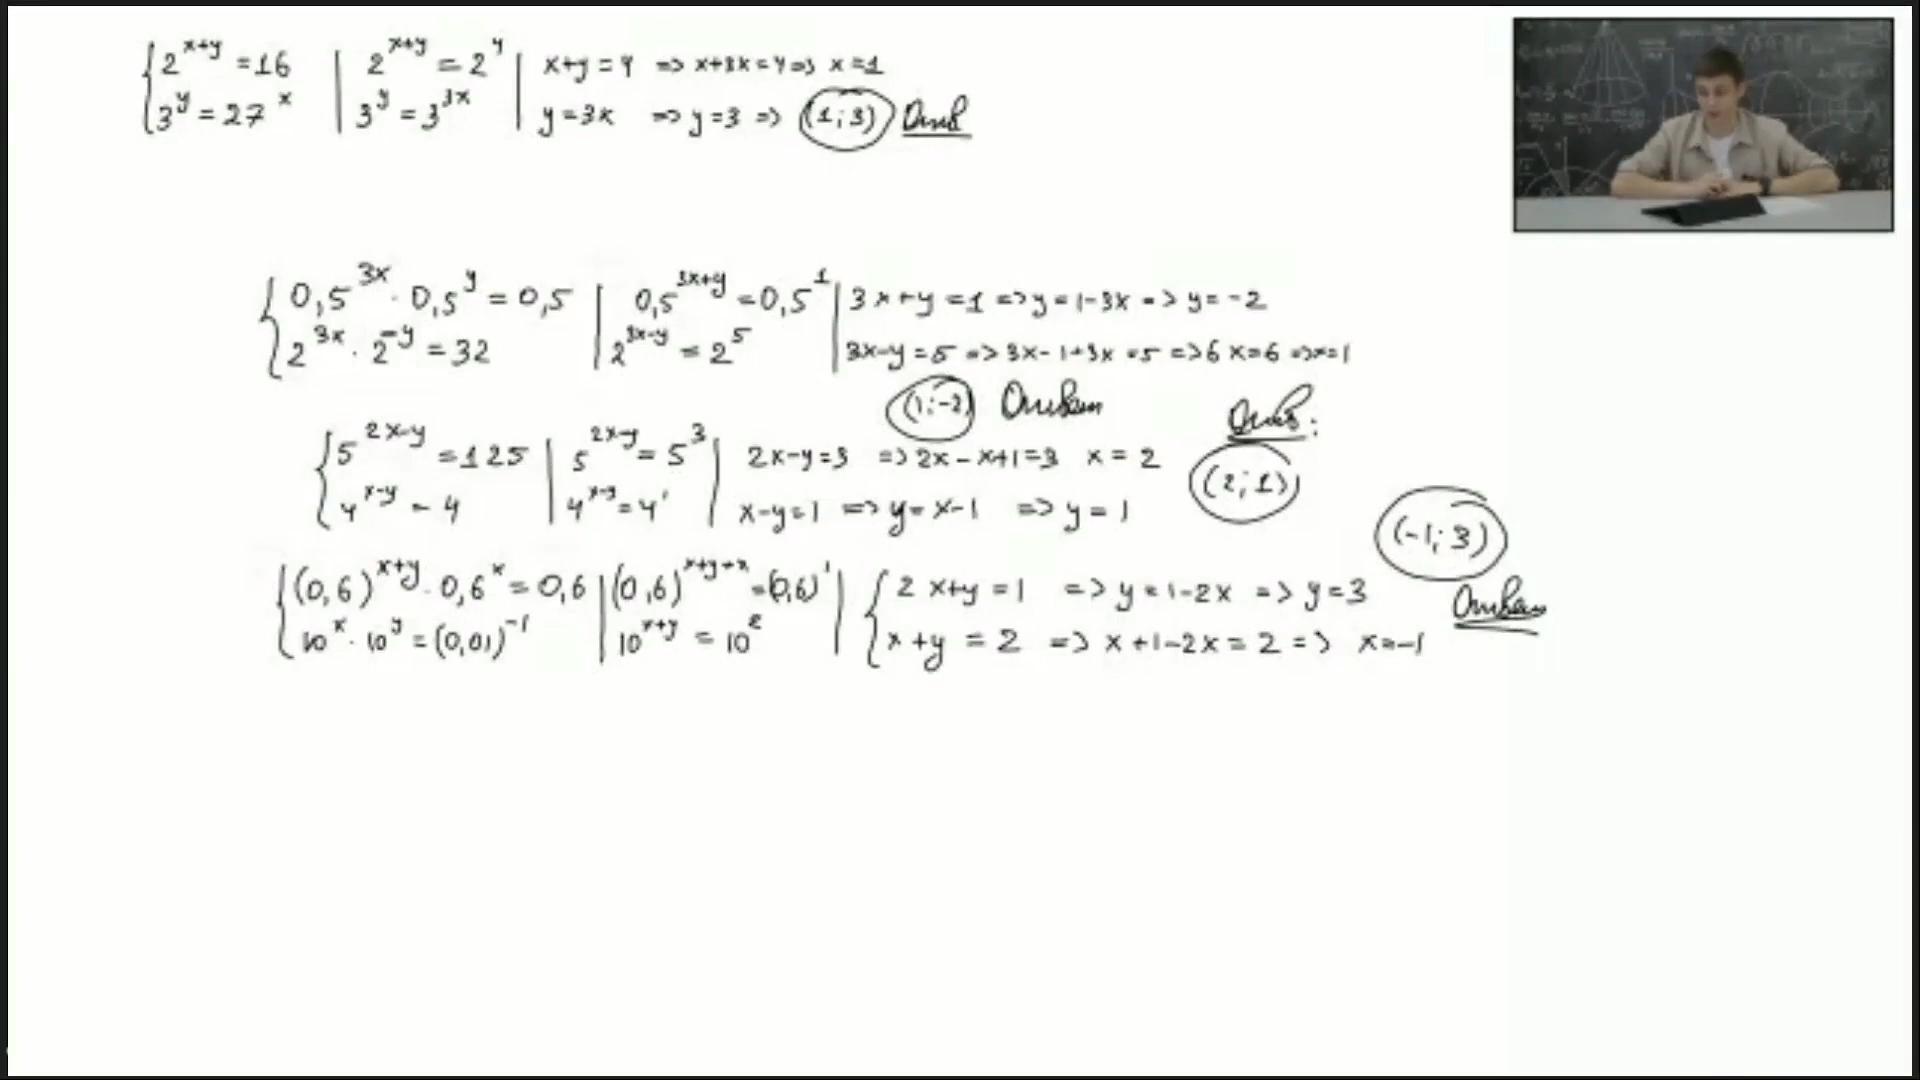 {2^{x+y} = 16 | 2^{x+y} = 2^4 | x+y = 4 => x+3x=4 => x=1
{3^y = 27^x | 3^y = 3^{3x} | y=3x => y=3 => (1; 3)
{0,5^{3x} · 0,5^y = 0,5 | 0,5^{3x+y} = 0,5^1 | 3x+y=1 => y=1-3x => y=-2
{2^{3x} · 2^{-y} = 32 | 2^{3x-y} = 2^5 | 3x-y=5 => 3x-1+3x=5 => 6x=6 => x=1
(1;-2) Ответ
{5^{2x-y} = 125 | 5^{2x-y} = 5^3 | 2x-y=3 => 2x-x+1=3 x=2
{4^{x-y} = 4 | 4^{x-y} = 4^1 | x-y=1 => y=x-1 => y=1
(2; 1)
{(0,6)^{x+y} · 0,6^x = 0,6 | (0,6)^{x+y+x} = (0,6)^1 | {2x+y=1 => y=1-2x => y=3
{10^x · 10^y = (0,01)^{-1} | 10^{x+y} = 10^2 | {x+y=2 => x+1-2x=2 => x=-1
(-1; 3)
Ответ